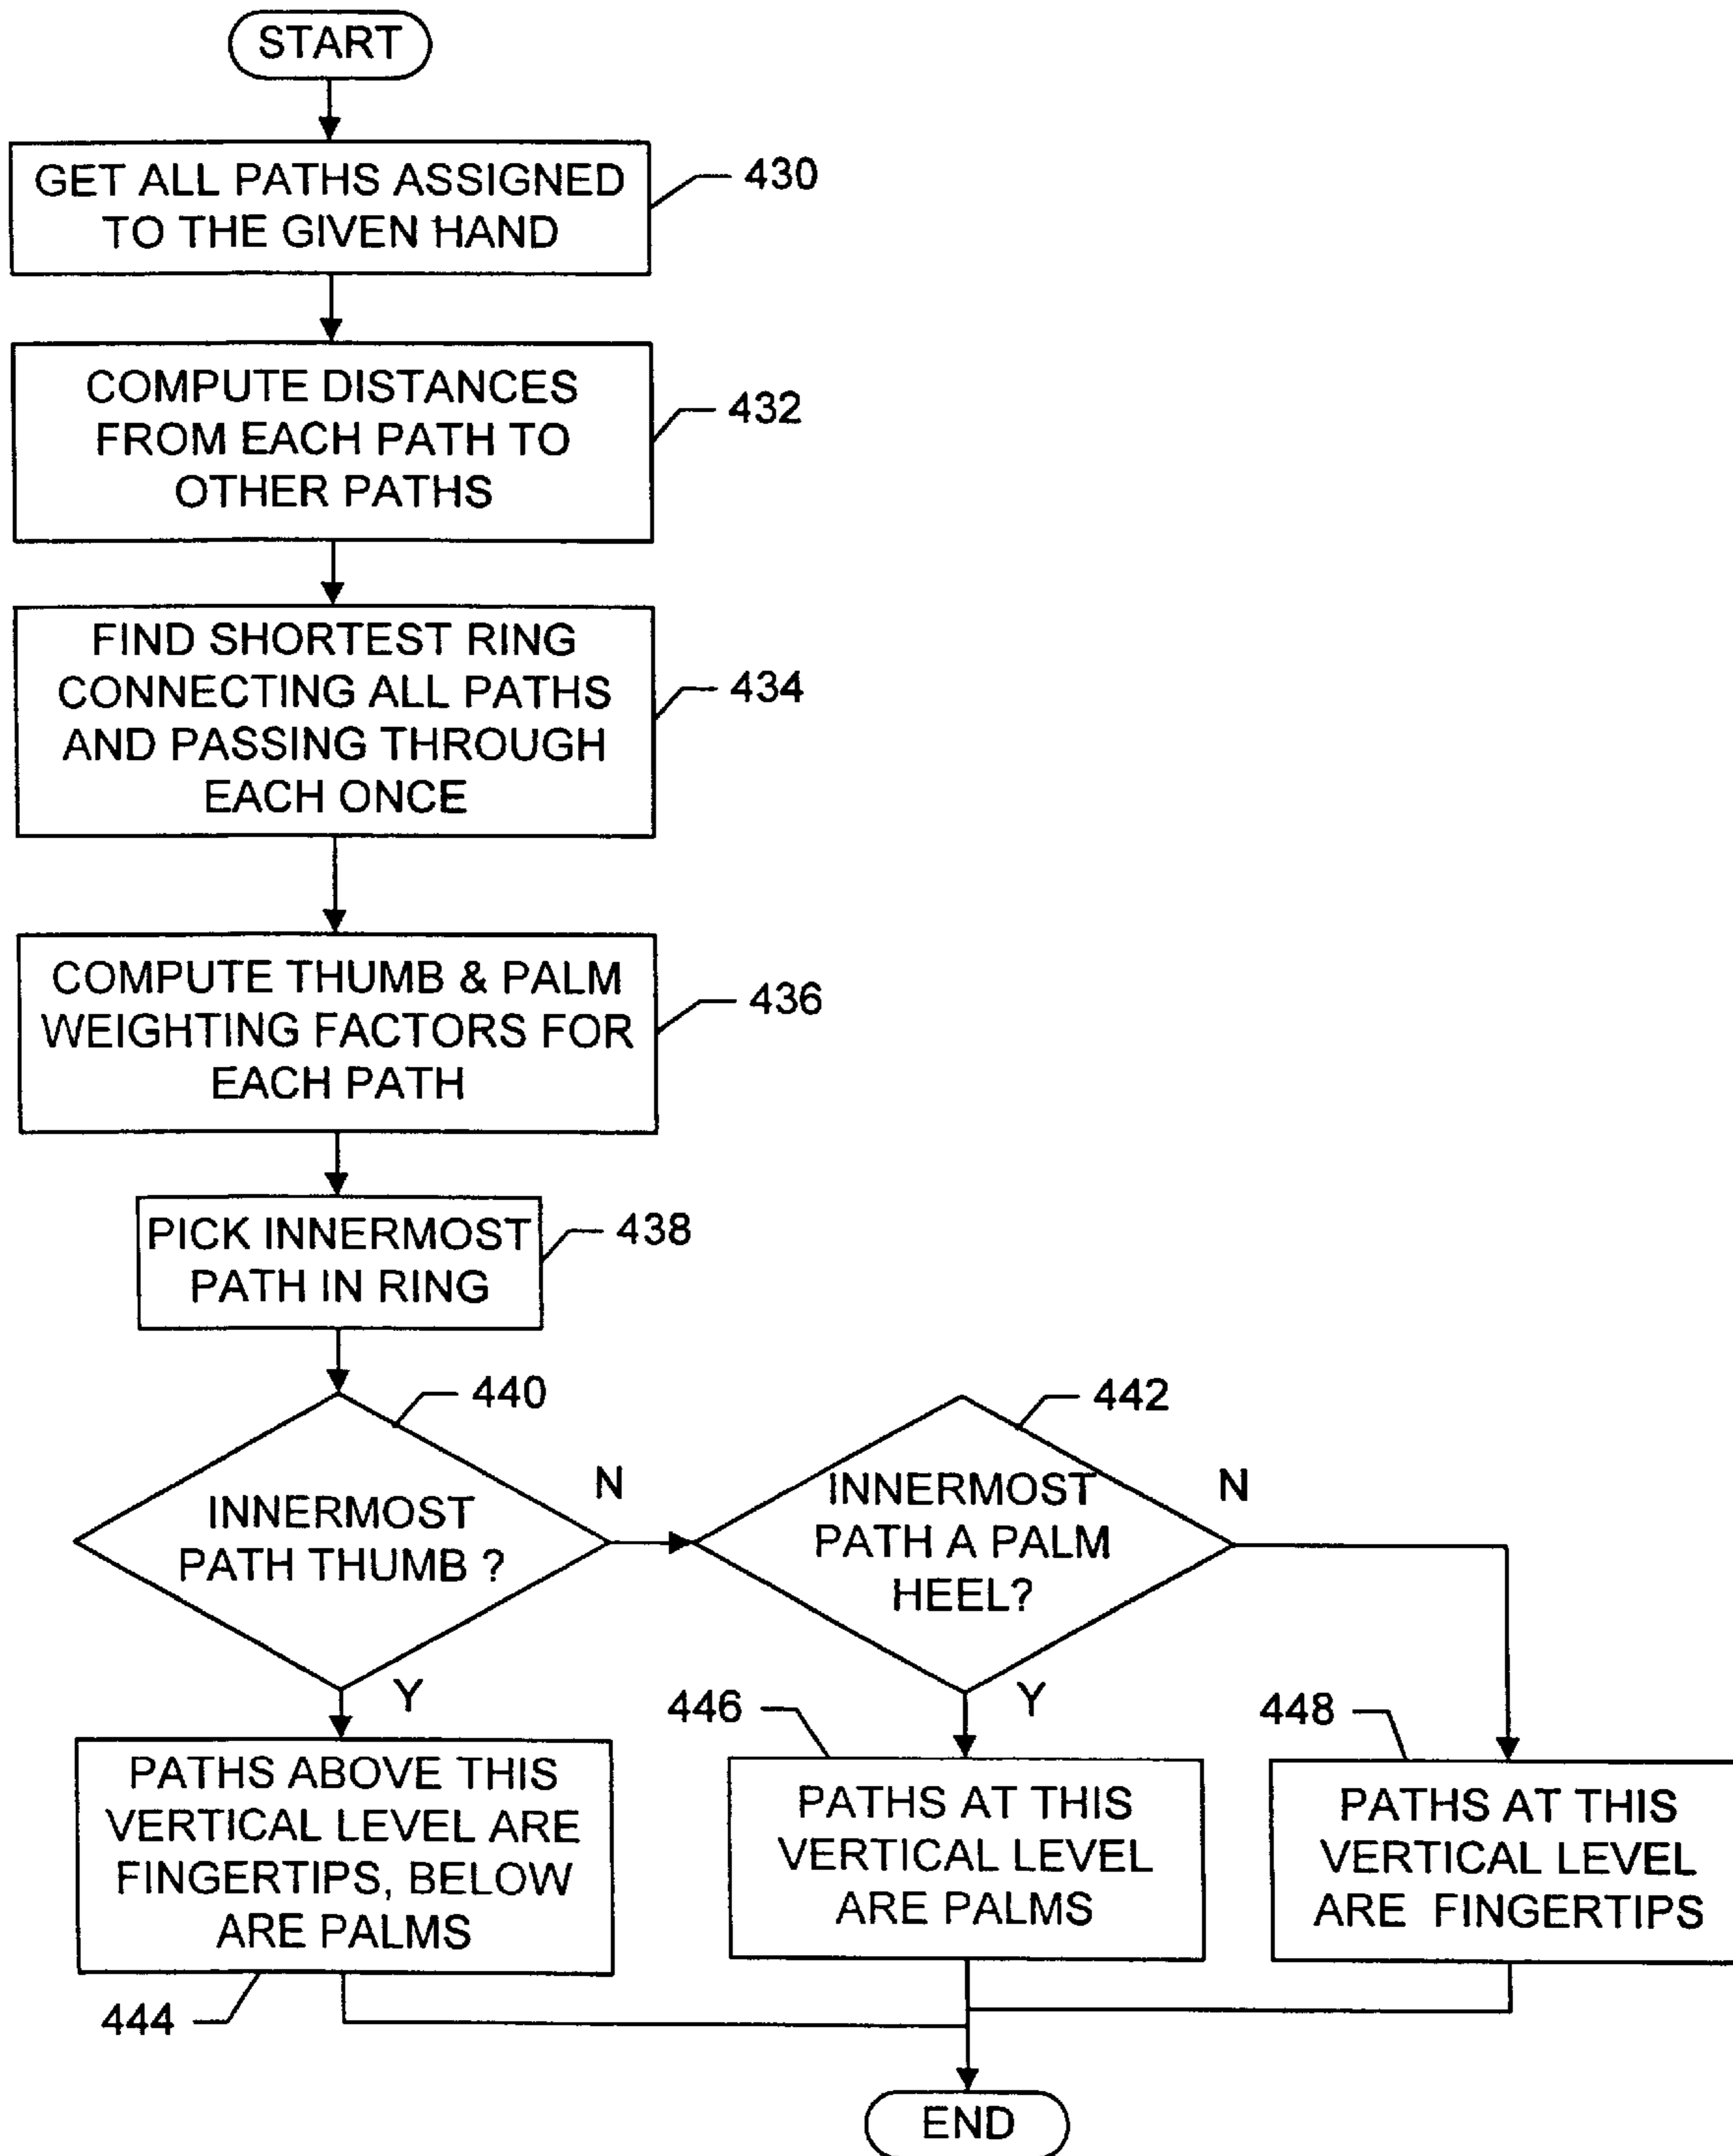 START
GET ALL PATHS ASSIGNED
TO THE GIVEN HAND
430
COMPUTE DISTANCES
FROM EACH PATH TO
OTHER PATHS
432
FIND SHORTEST RING
CONNECTING ALL PATHS
AND PASSING THROUGH
EACH ONCE
434
COMPUTE THUMB & PALM
WEIGHTING FACTORS FOR
EACH PATH
436
PICK INNERMOST
PATH IN RING
438
440
INNERMOST
PATH THUMB ?
N
Y
442
INNERMOST
PATH A PALM
HEEL?
N
Y
PATHS ABOVE THIS
VERTICAL LEVEL ARE
FINGERTIPS, BELOW
ARE PALMS
444
446
PATHS AT THIS
VERTICAL LEVEL
ARE PALMS
448
PATHS AT THIS
VERTICAL LEVEL
ARE FINGERTIPS
END